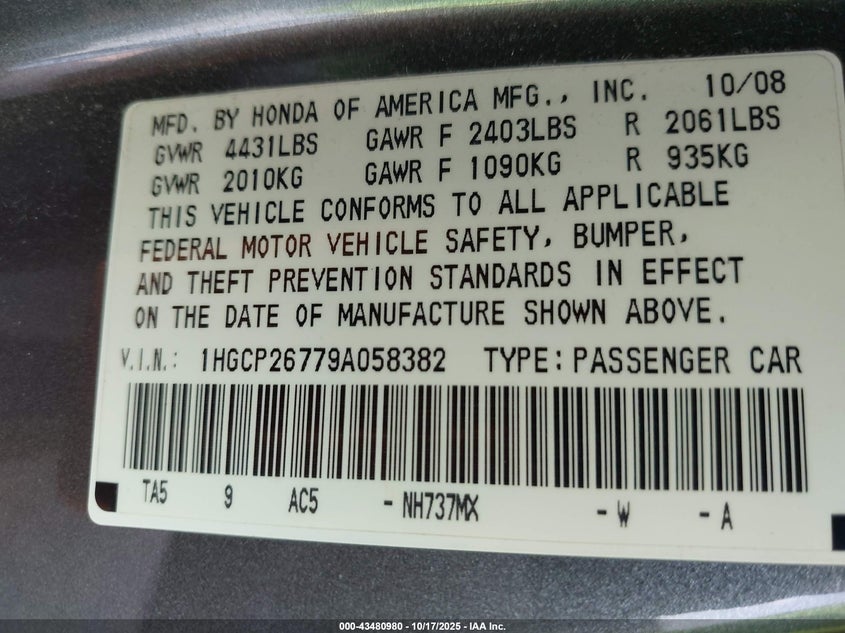 MFD. BY HONDA OF AMERICA MFG., INC. 10/08
GVWR 4431LBS GAWR F 2403LBS R 2061LBS
GVWR 2010KG GAWR F 1090KG R 935KG
THIS VEHICLE CONFORMS TO ALL APPLICABLE
FEDERAL MOTOR VEHICLE SAFETY, BUMPER,
AND THEFT PREVENTION STANDARDS IN EFFECT
ON THE DATE OF MANUFACTURE SHOWN ABOVE.
V.I.N.: 1HGCP26779A058382 TYPE: PASSENGER CAR
TA5 9 AC5 - NH737MX - W - A
000-43480980 - 10/17/2025 - IAA Inc.